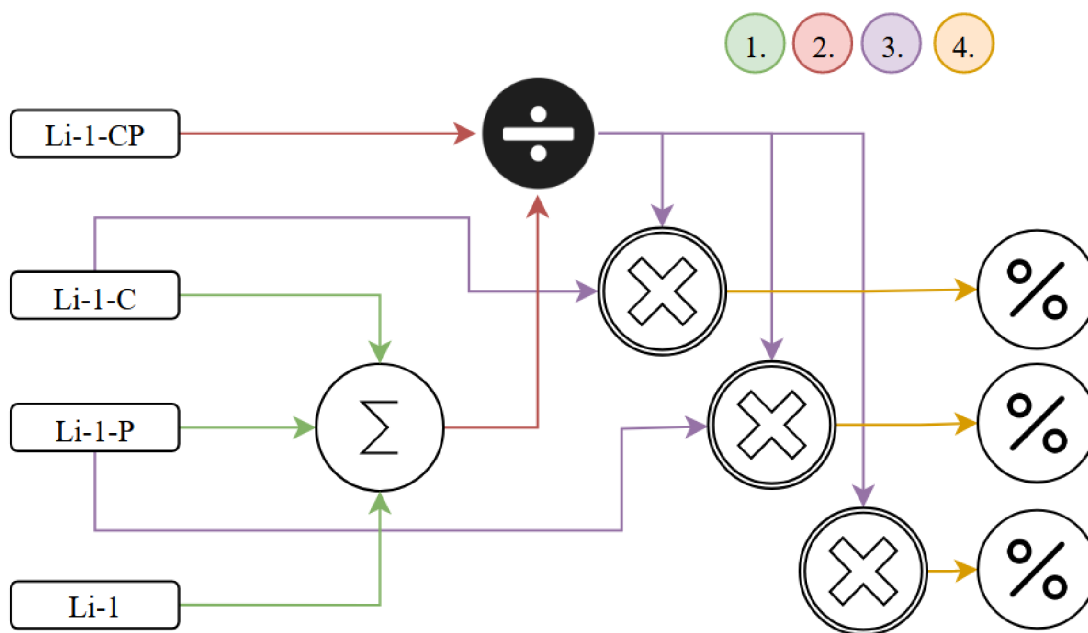 1. 2. 3. 4.
Li-1-CP
Li-1-C
Li-1-P
Li-1
÷
Σ
×
×
×
%
%
%